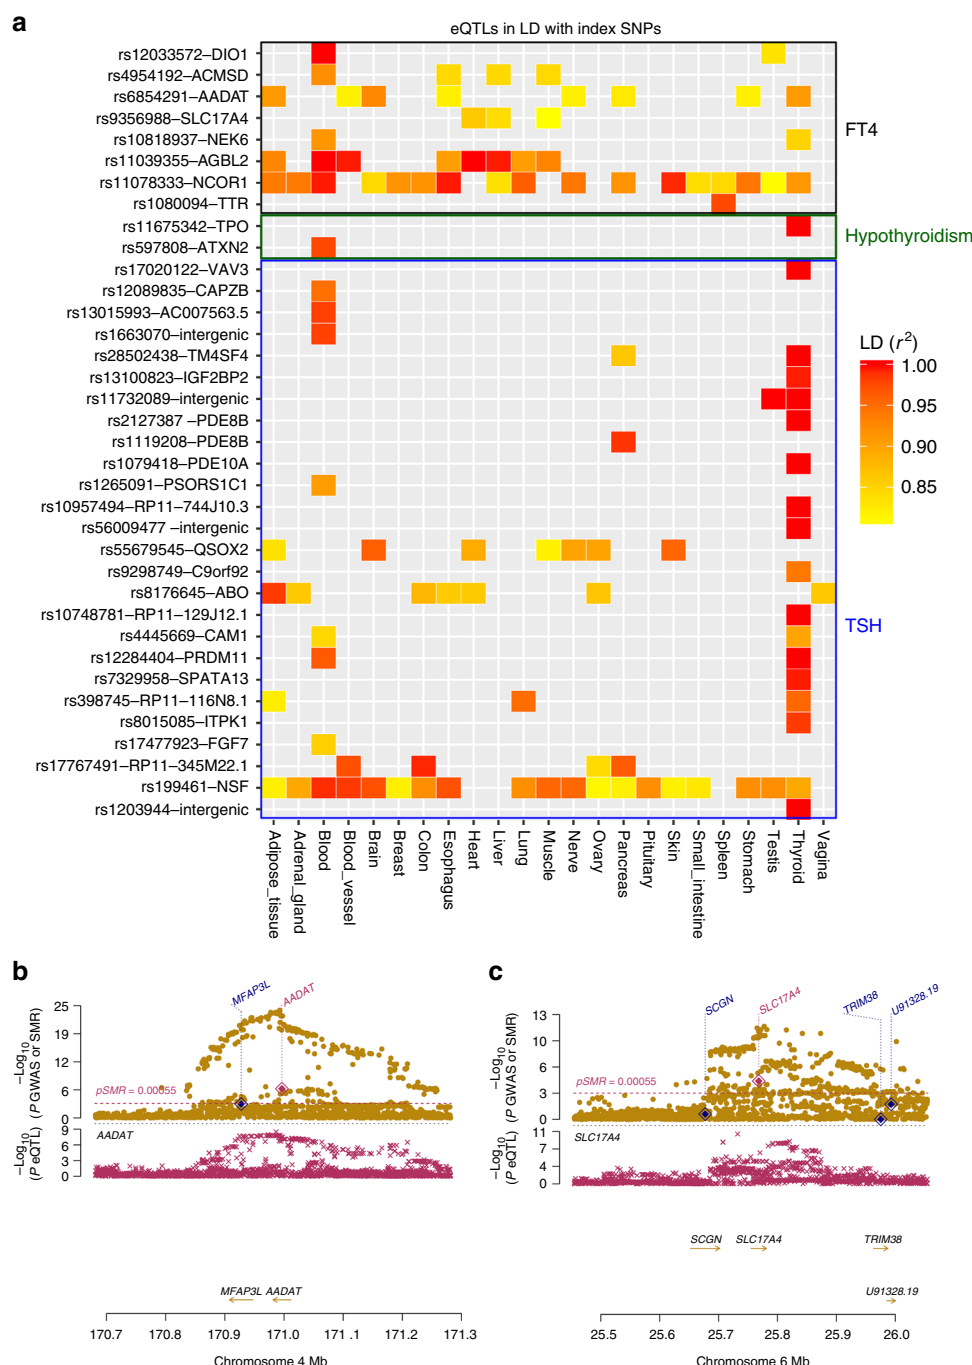 a
eQTLs in LD with index SNPs
rs12033572–DIO1
rs4954192–ACMSD
rs6854291–AADAT
rs9356988–SLC17A4
rs10818937–NEK6
rs11039355–AGBL2
rs11078333–NCOR1
rs1080094–TTR
FT4
rs11675342–TPO
rs597808–ATXN2
Hypothyroidism
rs17020122–VAV3
rs12089835–CAPZB
rs13015993–AC007563.5
rs1663070–intergenic
rs28502438–TM4SF4
rs13100823–IGF2BP2
rs11732089–intergenic
rs2127387 –PDE8B
rs1119208–PDE8B
rs1079418–PDE10A
rs1265091–PSORS1C1
rs10957494–RP11–744J10.3
rs56009477 –intergenic
rs55679545–QSOX2
rs9298749–C9orf92
rs8176645–ABO
rs10748781–RP11–129J12.1
rs4445669–CAM1
rs12284404–PRDM11
rs7329958–SPATA13
rs398745–RP11–116N8.1
rs8015085–ITPK1
rs17477923–FGF7
rs17767491–RP11–345M22.1
rs199461–NSF
rs1203944–intergenic
TSH
LD (r²)
1.00
0.95
0.90
0.85
Adipose_tissue
Adrenal_gland
Blood
Blood_vessel
Brain
Breast
Colon
Esophagus
Heart
Liver
Lung
Muscle
Nerve
Ovary
Pancreas
Pituitary
Skin
Small_intestine
Spleen
Stomach
Testis
Thyroid
Vagina
b
MFAP3L
AADAT
25
19
12
6
0
–Log10
(P GWAS or SMR)
pSMR = 0.00055
9
6
3
0
–Log10
(P eQTL)
AADAT
MFAP3L AADAT
170.7 170.8 170.9 171.0 171 .1 171.2 171.3
Chromosome 4 Mb
c
SCGN
SLC17A4
TRIM38
U91328.19
13
10
6
3
0
–Log10
(P GWAS or SMR)
pSMR = 0.00055
11
7
4
0
–Log10
(P eQTL)
SLC17A4
SCGN SLC17A4 TRIM38
U91328.19
25.5 25.6 25.7 25.8 25.9 26.0
Chromosome 6 Mb